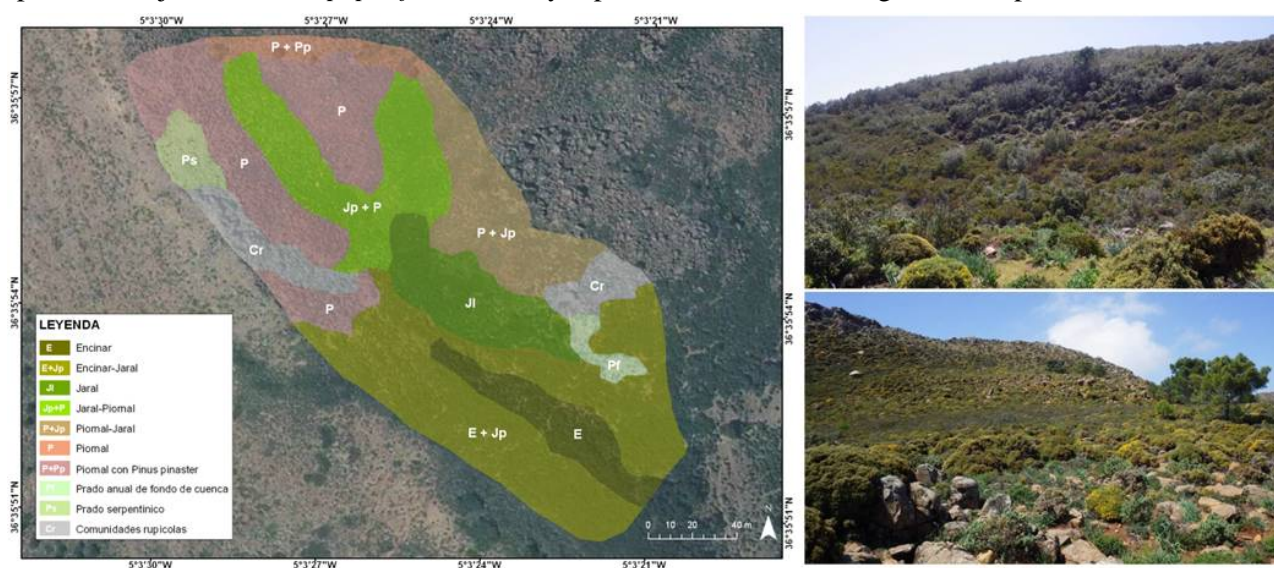 5°3'30"W 5°3'27"W 5°3'24"W 5°3'21"W
36°35'57"N 36°35'57"N
36°35'54"N 36°35'54"N
36°35'51"N 36°35'51"N
P + Pp
P
Ps
P
Jp + P
P + Jp
Cr
Cr
Jl
P
Pf
E + Jp
E
LEYENDA
E Encinar
E+Jp Encinar-Jaral
Jl Jaral
Jp+P Jaral-Piornal
P+Jp Piornal-Jaral
P Piornal
P+Pp Piornal con Pinus pinaster
Pf Prado anual de fondo de cuenca
Ps Prado serpentínico
Cr Comunidades rupícolas
0 10 20 40 m
N
5°3'30"W 5°3'27"W 5°3'24"W 5°3'21"W